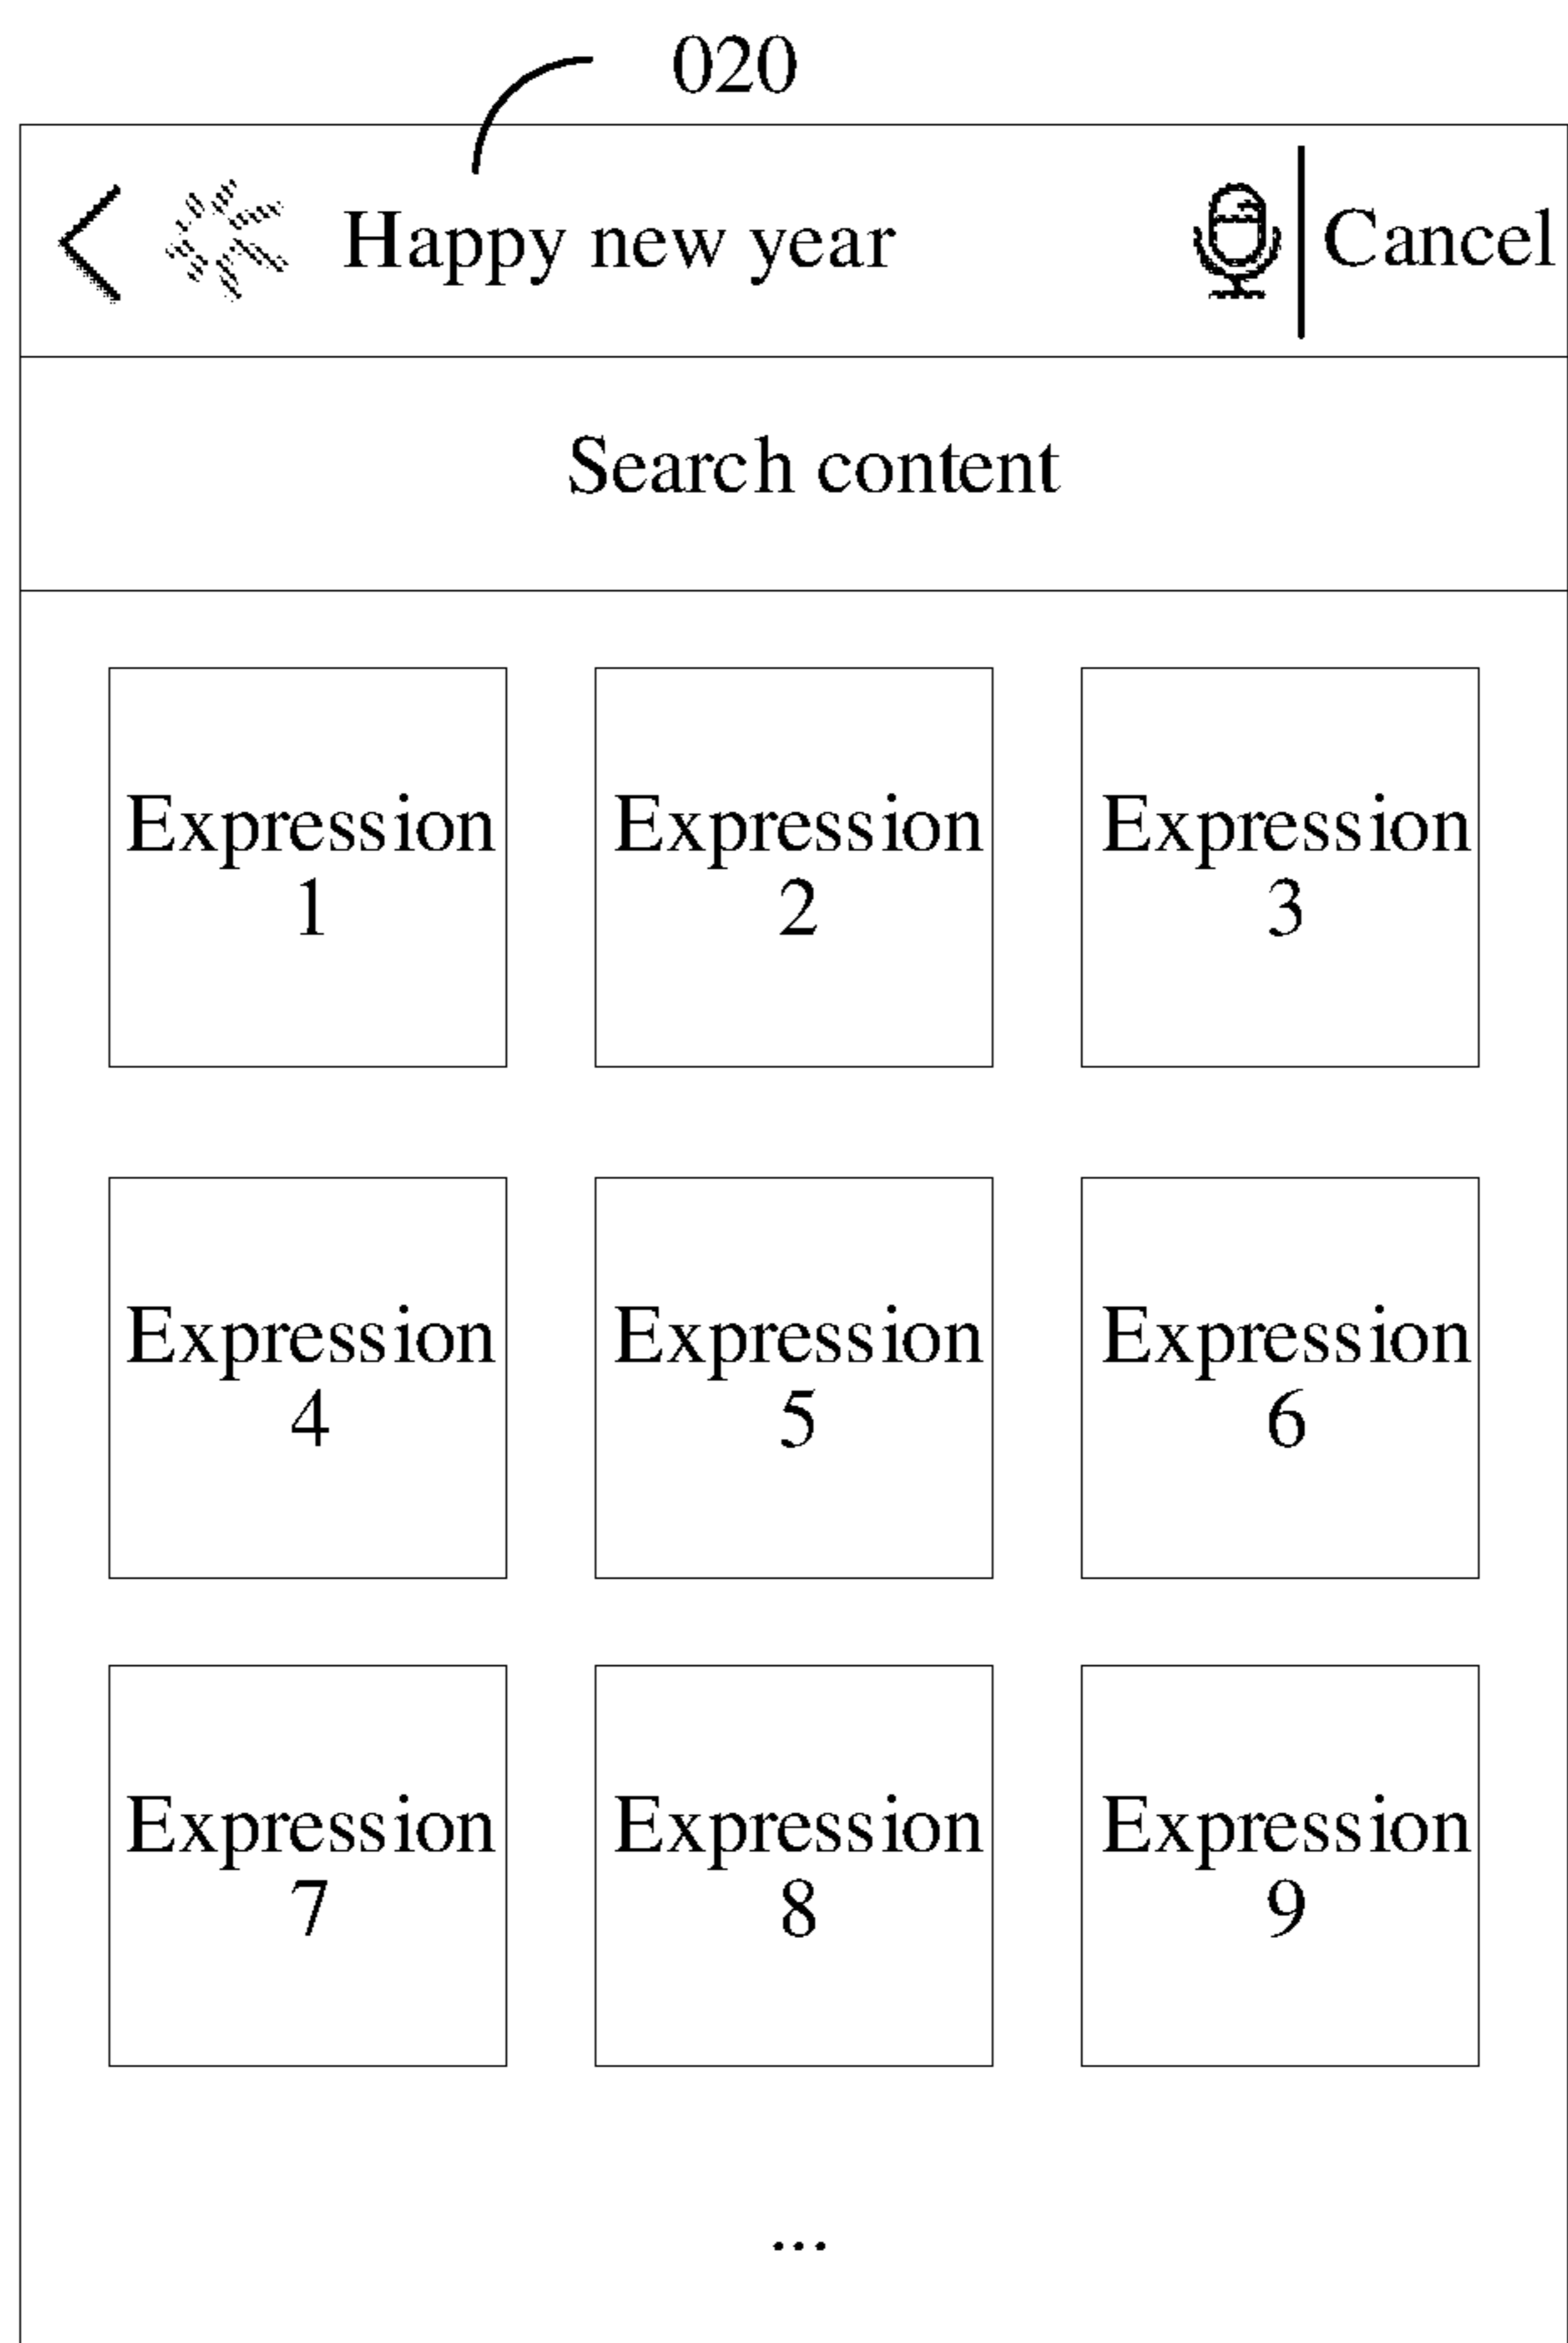 020
Happy new year
Cancel
Search content
Expression
1
Expression
2
Expression
3
Expression
4
Expression
5
Expression
6
Expression
7
Expression
8
Expression
9
...